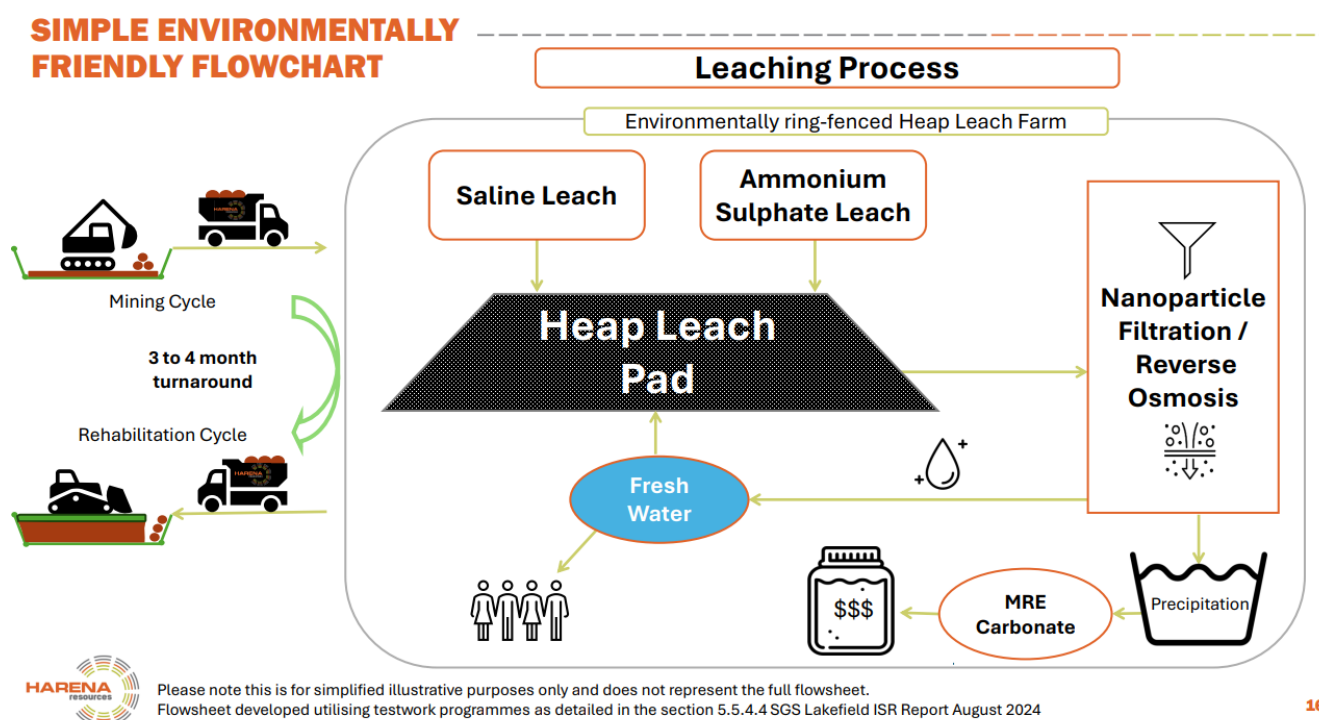 SIMPLE ENVIRONMENTALLY
FRIENDLY FLOWCHART
Leaching Process
Environmentally ring-fenced Heap Leach Farm
Saline Leach
Ammonium
Sulphate Leach
HARENA
Mining Cycle
3 to 4 month
turnaround
Rehabilitation Cycle
HARENA
Heap Leach
Pad
Nanoparticle
Filtration /
Reverse
Osmosis
Fresh
Water
$$$
MRE
Carbonate
Precipitation
HARENA
resources
Please note this is for simplified illustrative purposes only and does not represent the full flowsheet.
Flowsheet developed utilising testwork programmes as detailed in the section 5.5.4.4 SGS Lakefield ISR Report August 2024